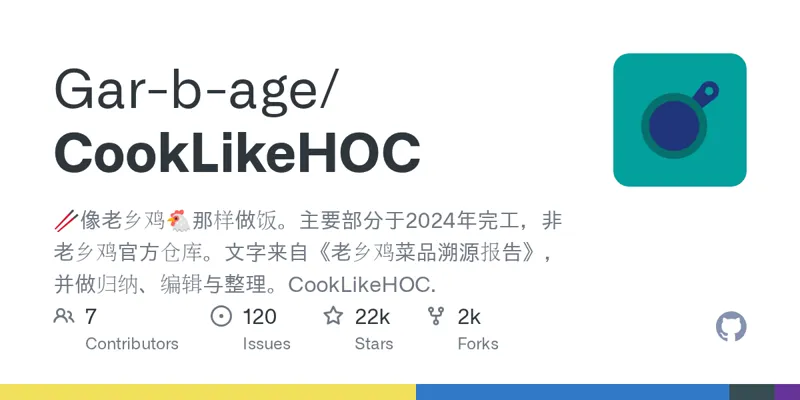 Gar-b-age/
CookLikeHOC
🥢像老乡鸡🐔那样做饭。主要部分于2024年完工，非
老乡鸡官方仓库。文字来自《老乡鸡菜品溯源报告》，
并做归纳、编辑与整理。CookLikeHOC.
7
Contributors
120
Issues
22k
Stars
2k
Forks